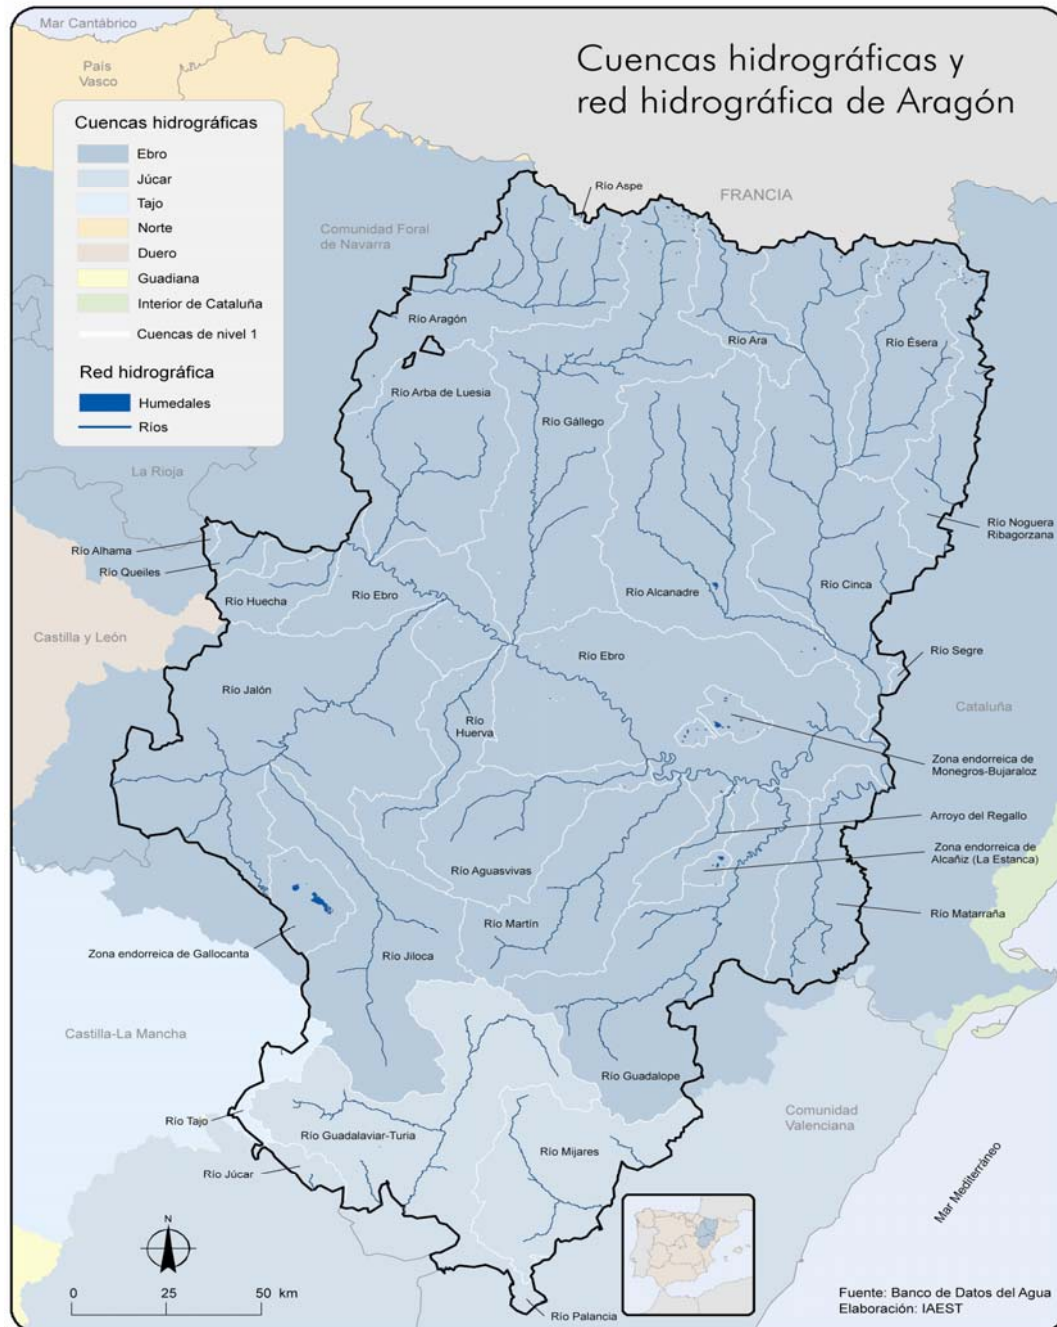 Mar Cantábrico
País
Vasco
Cuencas hidrográficas y
red hidrográfica de Aragón
Cuencas hidrográficas
Ebro
Júcar
Tajo
Norte
Duero
Guadiana
Interior de Cataluña
Cuencas de nivel 1
Red hidrográfica
Humedales
Ríos
Río Aspe
FRANCIA
Comunidad Foral
de Navarra
Río Aragón
Río Ara
Río Ésera
Río Arba de Luesia
Río Gállego
La Rioja
Río Noguera
Ribagorzana
Río Alhama
Río Queiles
Río Huecha
Río Ebro
Río Alcanadre
Río Cinca
Castilla y León
Río Ebro
Río Segre
Río Jalón
Cataluña
Río
Huerva
Zona endorreica de
Monegros-Bujaraloz
Arroyo del Regallo
Zona endorreica de
Alcañiz (La Estanca)
Río Aguasvivas
Río Matarraña
Río Martín
Zona endorreica de Gallocanta
Río Jiloca
Castilla-La Mancha
Río Guadalope
Río Tajo
Río Guadalaviar-Turia
Comunidad
Valenciana
Río Mijares
Río Júcar
Mar Mediterráneo
N
0 25 50 km
Río Palancia
Fuente: Banco de Datos del Agua
Elaboración: IAEST